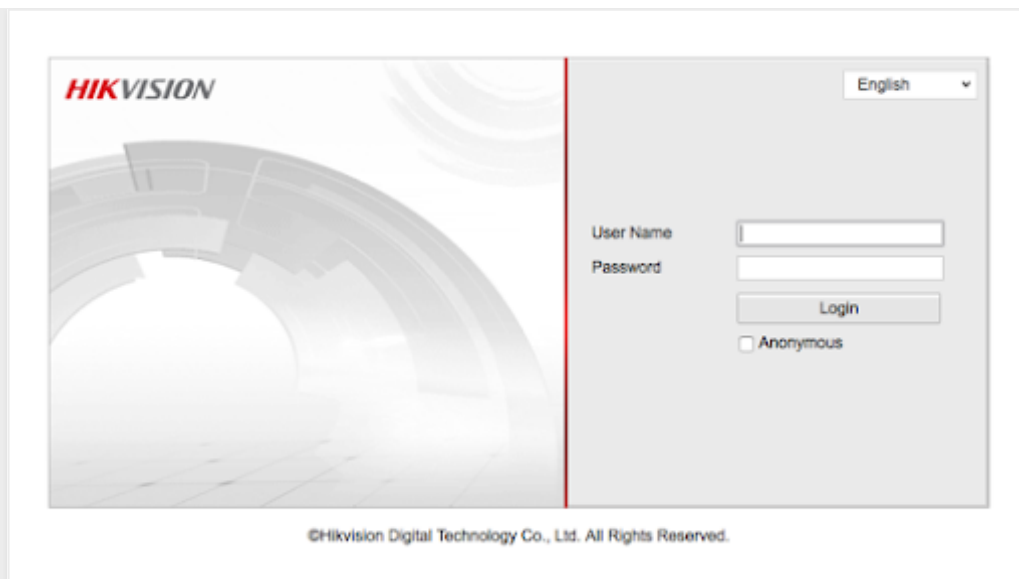 HIKVISION
English
User Name
Password
Login
Anonymous
©Hikvision Digital Technology Co., Ltd. All Rights Reserved.